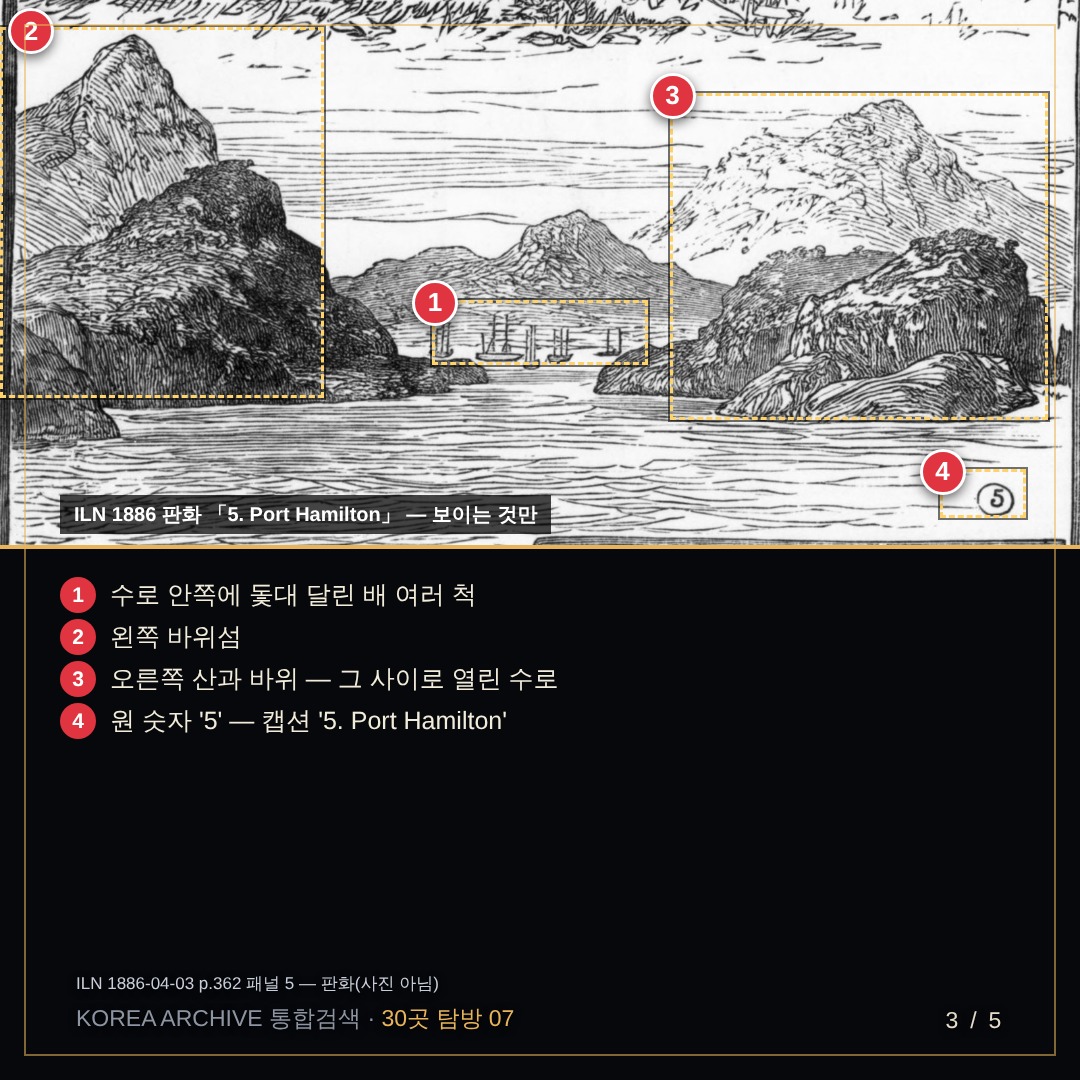 2
3
1
4
5
ILN 1886 판화 「5. Port Hamilton」 — 보이는 것만
1 수로 안쪽에 돛대 달린 배 여러 척
2 왼쪽 바위섬
3 오른쪽 산과 바위 — 그 사이로 열린 수로
4 원 숫자 '5' — 캡션 '5. Port Hamilton'
ILN 1886-04-03 p.362 패널 5 — 판화(사진 아님)
KOREA ARCHIVE 통합검색 · 30곳 탐방 07
3 / 5